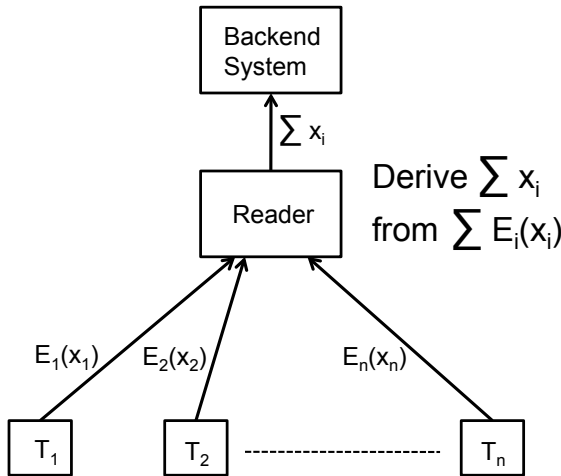 Backend
System
∑ xᵢ
Reader
Derive ∑ xᵢ
from ∑ Eᵢ(xᵢ)
E₁(x₁)
E₂(x₂)
Eₙ(xₙ)
T₁
T₂
Tₙ